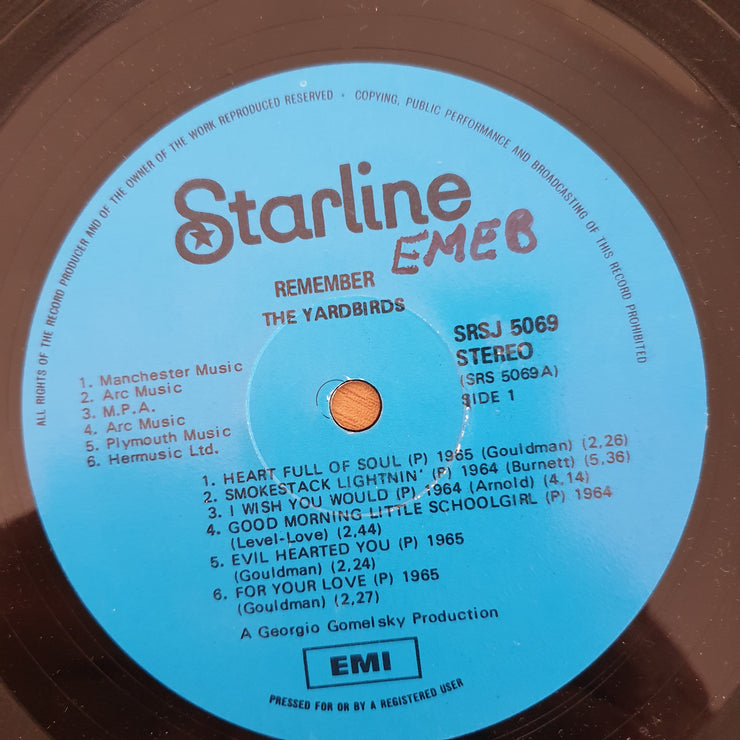 ALL RIGHTS OF THE RECORD PRODUCER AND OF THE OWNER OF THE WORK REPRODUCED RESERVED · COPYING, PUBLIC PERFORMANCE AND BROADCASTING OF THIS RECORD PROHIBITED
Starline
EMEB
REMEMBER
THE YARDBIRDS
SRSJ 5069
STEREO
(SRS 5069A)
SIDE 1
1. Manchester Music
2. Arc Music
3. M.P.A.
4. Arc Music
5. Plymouth Music
6. Hermusic Ltd.
1. HEART FULL OF SOUL (P) 1965 (Gouldman) (2,26)
2. SMOKESTACK LIGHTNIN' (P) 1964 (Burnett) (5,36)
3. I WISH YOU WOULD (P) 1964 (Arnold) (4,14)
4. GOOD MORNING LITTLE SCHOOLGIRL (P) 1964
(Level-Love) (2,44)
5. EVIL HEARTED YOU (P) 1965
(Gouldman) (2,24)
6. FOR YOUR LOVE (P) 1965
(Gouldman) (2,27)
A Georgio Gomelsky Production
EMI
PRESSED FOR OR BY A REGISTERED USER